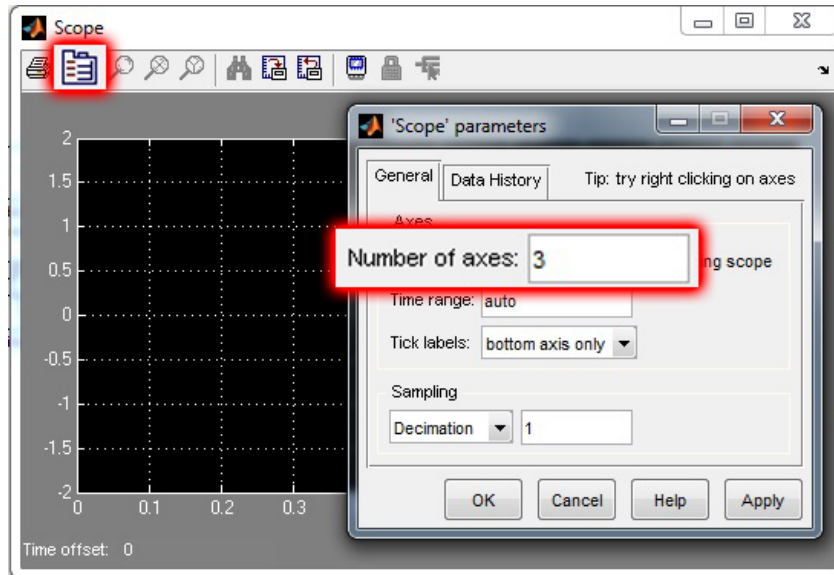 Scope
'Scope' parameters
General Data History Tip: try right clicking on axes
Axes
Number of axes: 3 ng scope
Time range: auto
Tick labels: bottom axis only
Sampling
Decimation 1
OK Cancel Help Apply
2
1.5
1
0.5
0
-0.5
-1
-1.5
-2
0 0.1 0.2 0.3
Time offset: 0